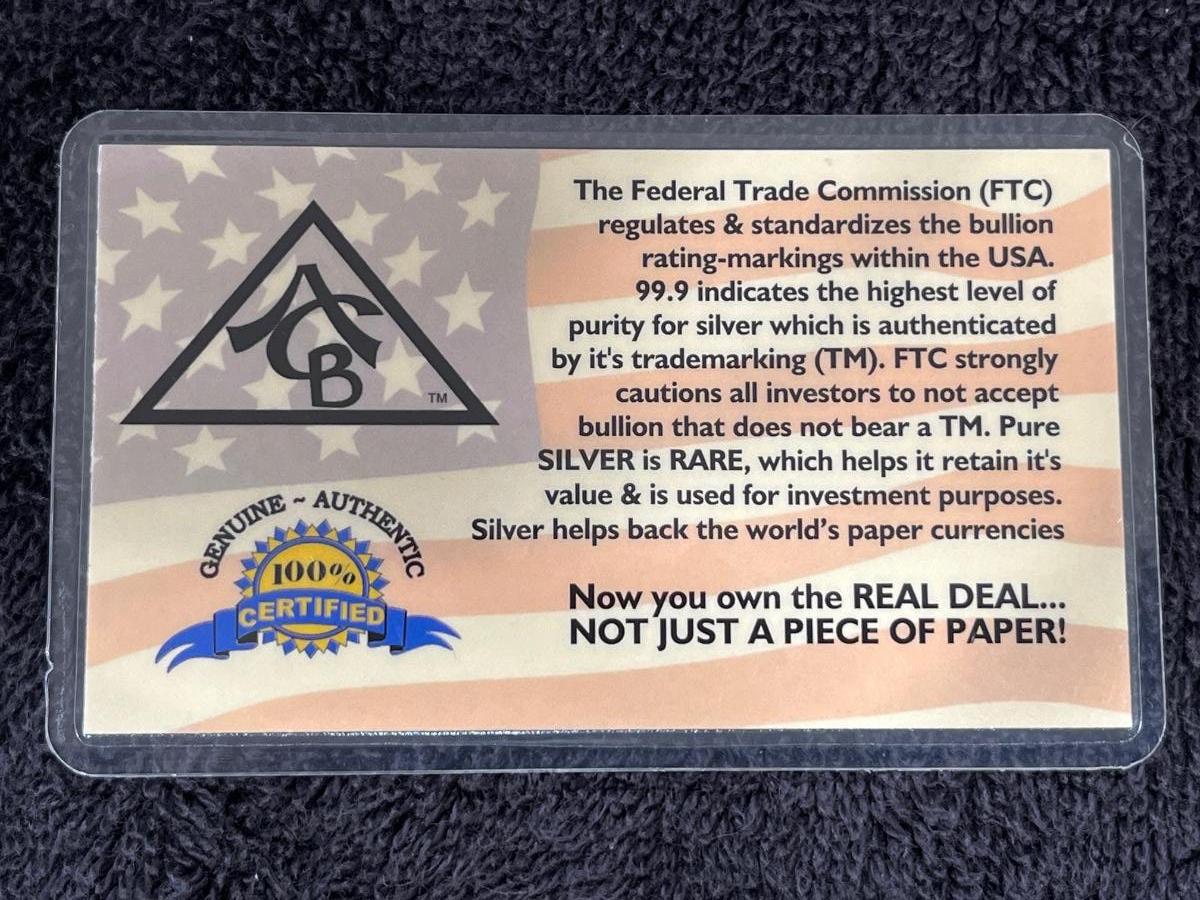 ACB
TM
GENUINE ~ AUTHENTIC
100%
CERTIFIED
The Federal Trade Commission (FTC)
regulates & standardizes the bullion
rating-markings within the USA.
99.9 indicates the highest level of
purity for silver which is authenticated
by it's trademarking (TM). FTC strongly
cautions all investors to not accept
bullion that does not bear a TM. Pure
SILVER is RARE, which helps it retain it's
value & is used for investment purposes.
Silver helps back the world’s paper currencies
Now you own the REAL DEAL...
NOT JUST A PIECE OF PAPER!